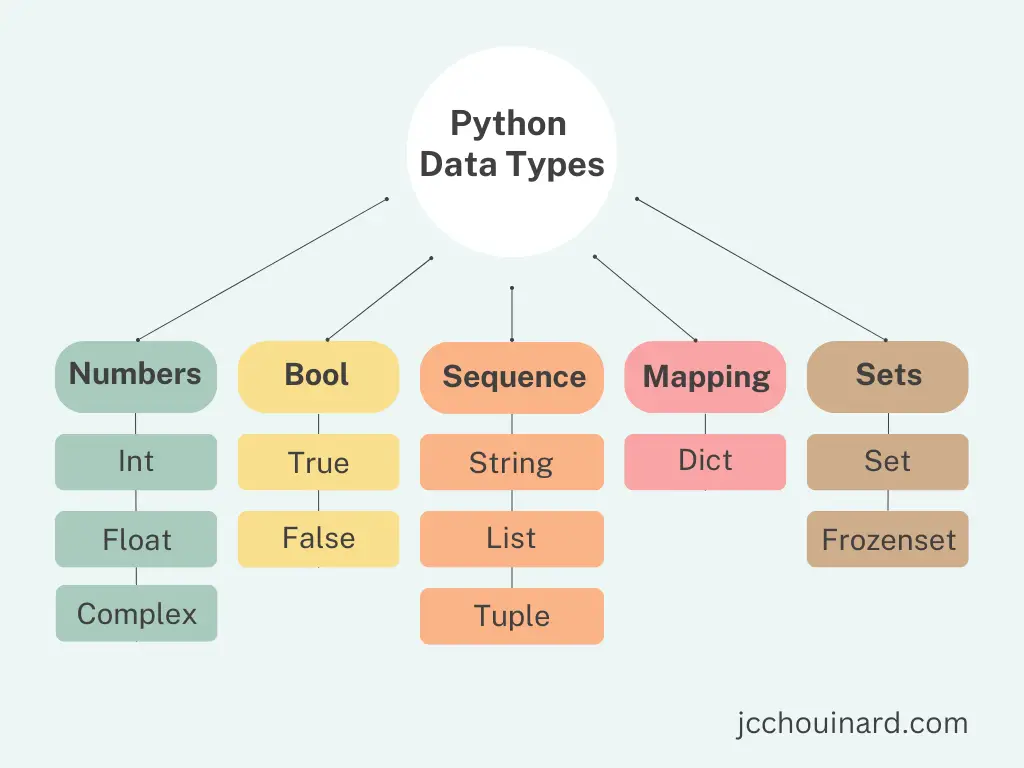 Python
Data Types
Numbers
Bool
Sequence
Mapping
Sets
Int
True
String
Dict
Set
Float
False
List
Frozenset
Complex
Tuple
jcchouinard.com